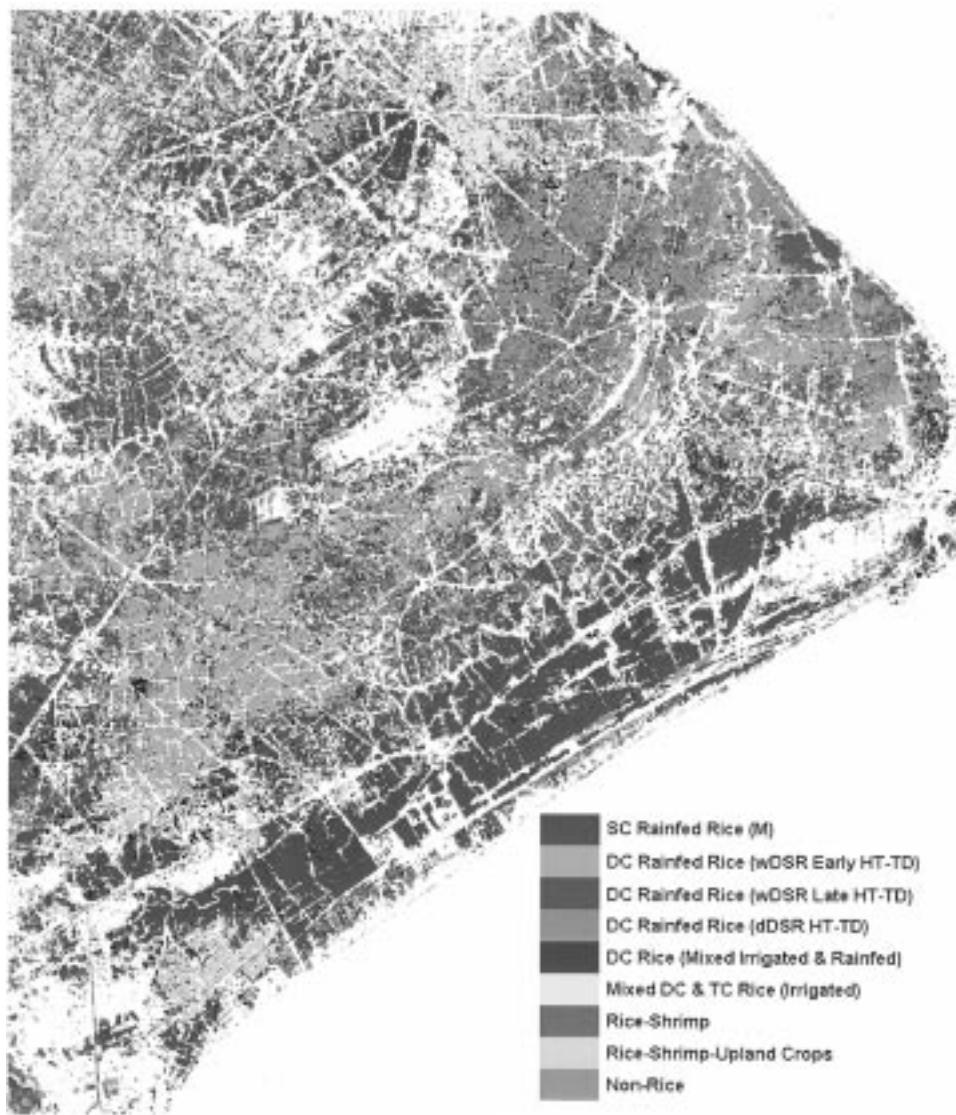 SC Rainfed Rice (M)
DC Rainfed Rice (wDSR Early HT-TD)
DC Rainfed Rice (wDSR Late HT-TD)
DC Rainfed Rice (dDSR HT-TD)
DC Rice (Mixed Irrigated & Rainfed)
Mixed DC & TC Rice (Irrigated)
Rice-Shrimp
Rice-Shrimp-Upland Crops
Non-Rice